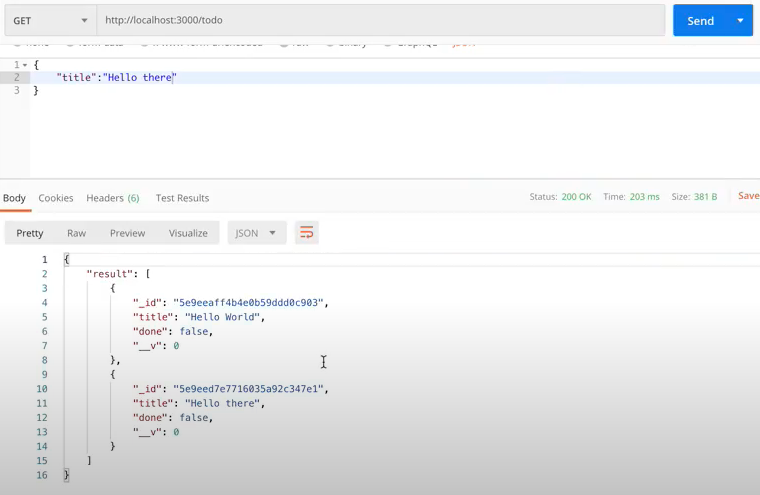 GET http://localhost:3000/todo Send
1 {
2 "title":"Hello there"
3 }
Body Cookies Headers (6) Test Results Status: 200 OK Time: 203 ms Size: 381 B Save
Pretty Raw Preview Visualize JSON
1 {
2 "result": [
3 {
4 "_id": "5e9eeaff4b4e0b59ddd0c903",
5 "title": "Hello World",
6 "done": false,
7 "__v": 0
8 },
9 {
10 "_id": "5e9eed7e7716035a92c347e1",
11 "title": "Hello there",
12 "done": false,
13 "__v": 0
14 }
15 ]
16 }